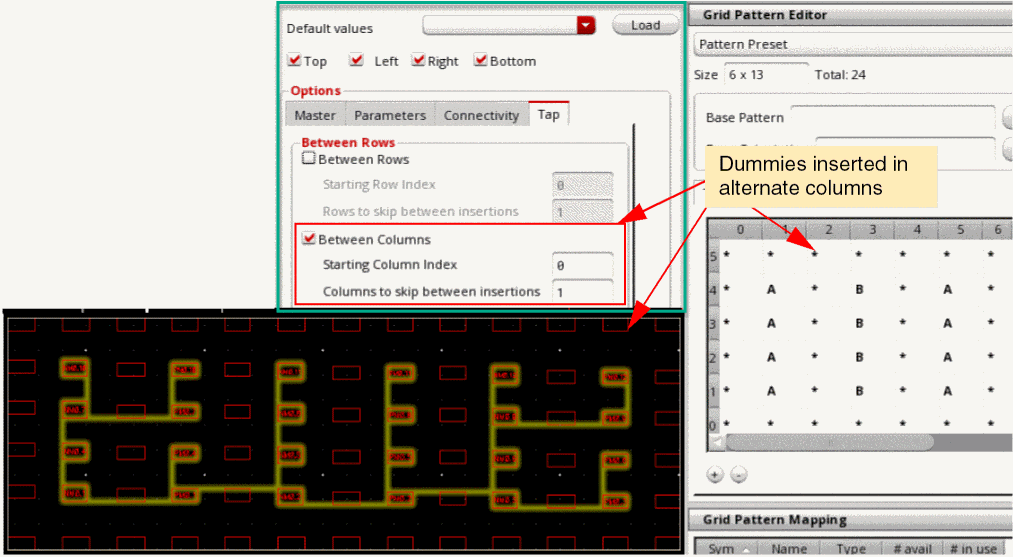 Default values
Load
Top Left Right Bottom
Options
Master Parameters Connectivity Tap
Between Rows
Between Rows
Starting Row Index 0
Rows to skip between insertions 1
Between Columns
Starting Column Index 0
Columns to skip between insertions 1
Grid Pattern Editor
Pattern Preset
Size 6 x 13 Total: 24
Base Pattern
Dummies inserted in
alternate columns
0 1 2 3 4 5 6
5 * * * * * * *
4 * A * B * A *
3 * A * B * A *
2 * A * B * A *
1 * A * B * A *
0 * * * * * * *
Grid Pattern Mapping
Sym Name Type # avail # in use